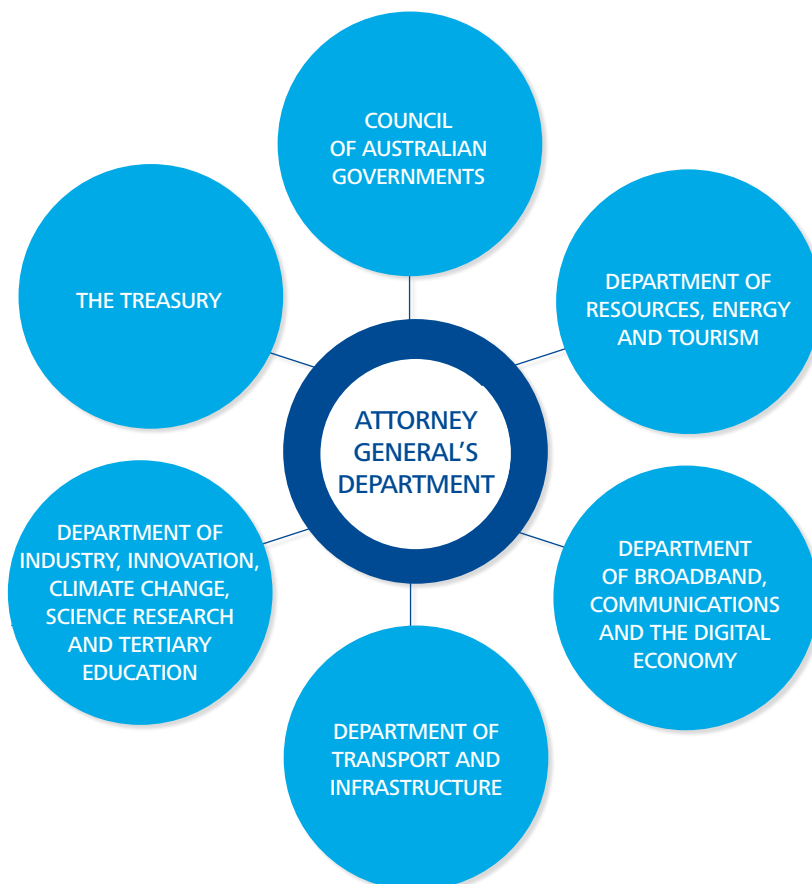 COUNCIL
OF AUSTRALIAN
GOVERNMENTS
THE TREASURY
DEPARTMENT OF
RESOURCES, ENERGY
AND TOURISM
ATTORNEY
GENERAL’S
DEPARTMENT
DEPARTMENT OF
INDUSTRY, INNOVATION,
CLIMATE CHANGE,
SCIENCE RESEARCH
AND TERTIARY
EDUCATION
DEPARTMENT
OF BROADBAND,
COMMUNICATIONS
AND THE DIGITAL
ECONOMY
DEPARTMENT OF
TRANSPORT AND
INFRASTRUCTURE